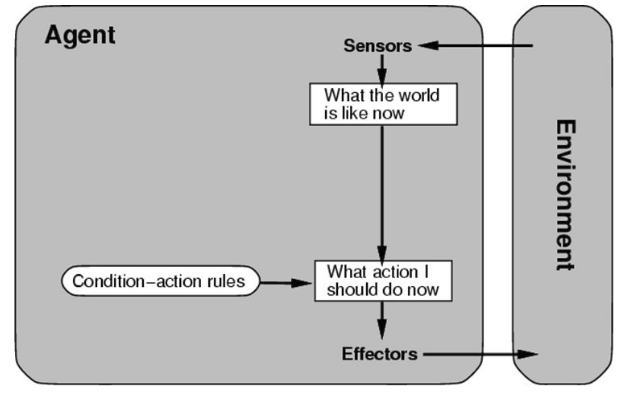 Agent
Sensors
What the world
is like now
Environment
Condition–action rules
What action I
should do now
Effectors